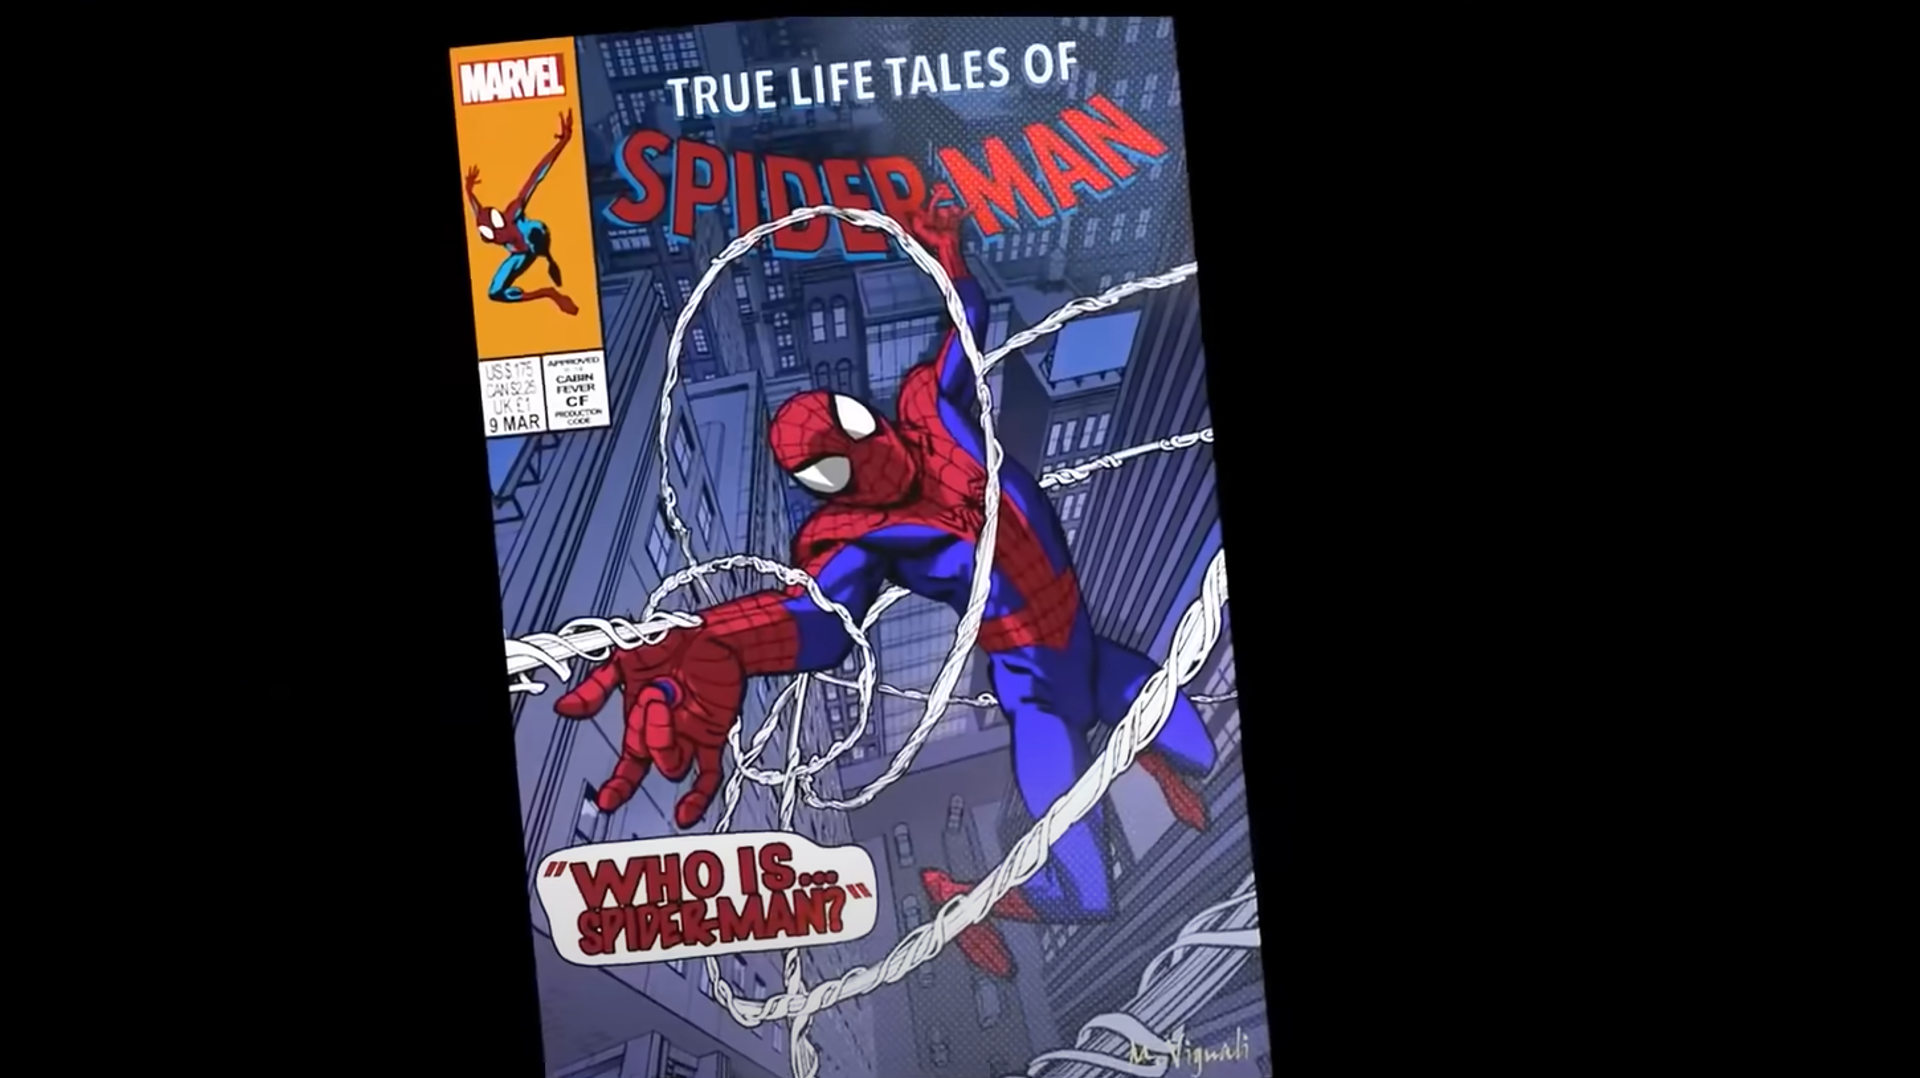 MARVEL
TRUE LIFE TALES OF
SPIDER-MAN
US $ 1.75
CAN $2.25
UK £1
9 MAR
APPROVED
CABIN
FEVER
CF
PRODUCTION
CODE
"WHO IS...
SPIDER-MAN?"
M. Vignali